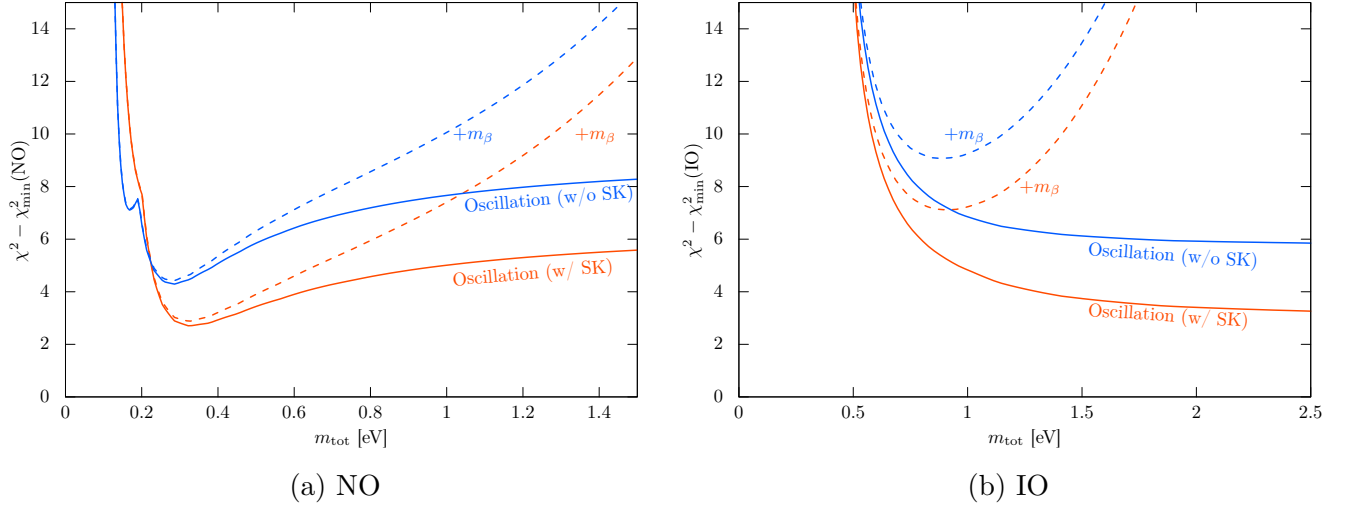 χ² − χ²min(NO)
14
12
10
8
6
4
2
0
+mβ
+mβ
Oscillation (w/o SK)
Oscillation (w/ SK)
0 0.2 0.4 0.6 0.8 1 1.2 1.4
mtot [eV]
(a) NO
χ² − χ²min(IO)
14
12
10
8
6
4
2
0
+mβ
+mβ
Oscillation (w/o SK)
Oscillation (w/ SK)
0 0.5 1 1.5 2 2.5
mtot [eV]
(b) IO